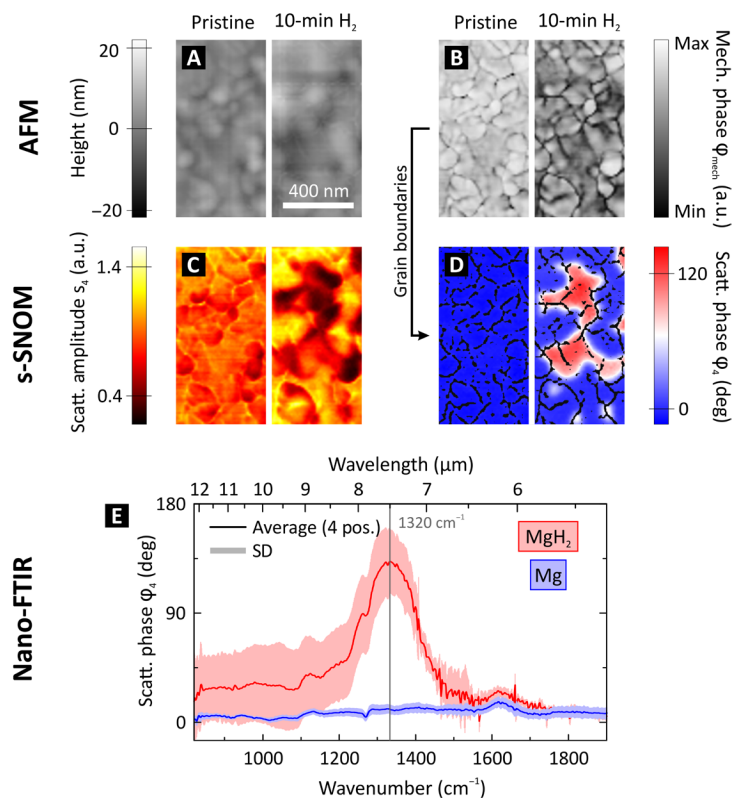 Pristine 10-min H₂ Pristine 10-min H₂
AFM
Height (nm)
20
0
−20
A
400 nm
B
Max
Min
Mech. phase φmech (a.u.)
Grain boundaries
s-SNOM
Scatt. amplitude s₄ (a.u.)
1.4
0.4
C
D
120
0
Scatt. phase φ₄ (deg)
Nano-FTIR
Wavelength (μm)
12 11 10 9 8 7 6
E
180
90
0
Scatt. phase φ₄ (deg)
Average (4 pos.)
SD
1320 cm⁻¹
MgH₂
Mg
1000 1200 1400 1600 1800
Wavenumber (cm⁻¹)